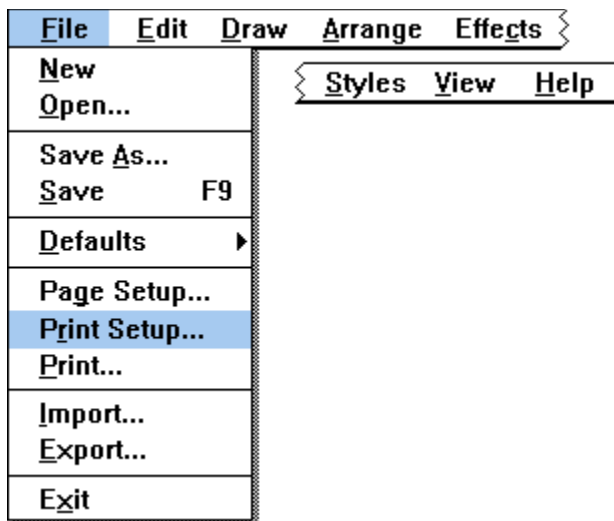 File Edit Draw Arrange Effects
Styles View Help
New
Open...
Save As...
Save F9
Defaults
Page Setup...
Print Setup...
Print...
Import...
Export...
Exit